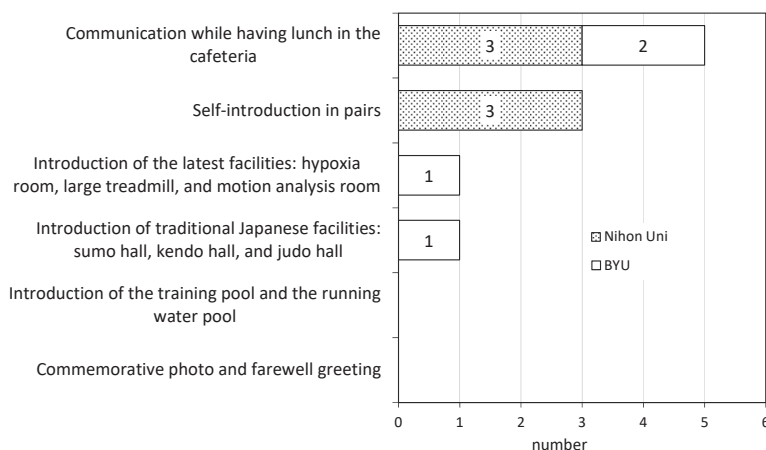 Communication while having lunch in the
cafeteria
3
2
Self-introduction in pairs
3
Introduction of the latest facilities: hypoxia
room, large treadmill, and motion analysis room
1
Introduction of traditional Japanese facilities:
sumo hall, kendo hall, and judo hall
1
Nihon Uni
BYU
Introduction of the training pool and the running
water pool
Commemorative photo and farewell greeting
0 1 2 3 4 5 6
number